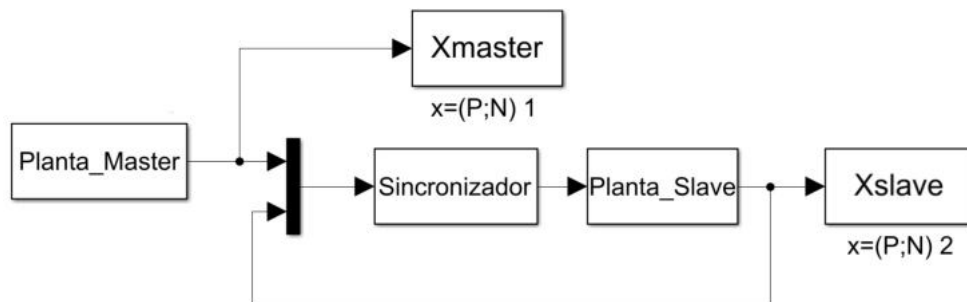 Xmaster
x=(P;N) 1
Planta_Master
Sincronizador
Planta_Slave
Xslave
x=(P;N) 2